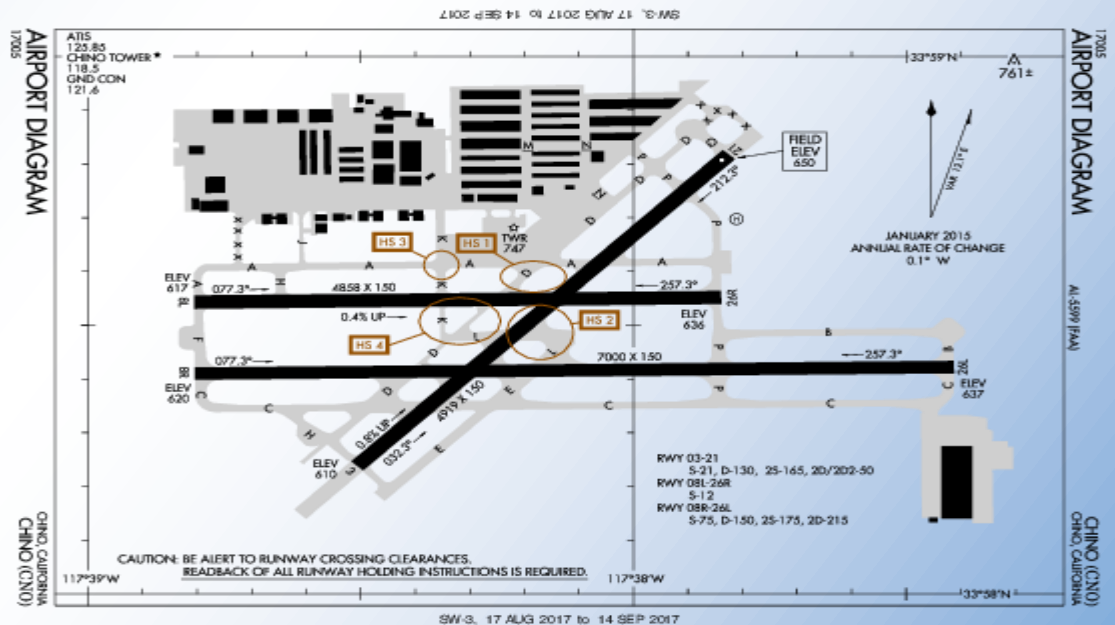 SW-3, 17 AUG 2017 to 14 SEP 2017
17005
AIRPORT DIAGRAM
ATIS
125.85
CHINO TOWER*
118.5
GND CON
121.6
33°59'N
761±
17005
AIRPORT DIAGRAM
FIELD
ELEV
650
VAR 12.1° E
JANUARY 2015
ANNUAL RATE OF CHANGE
0.1° W
M
N
D
Q
21
212.3°
P
D
P
N
D
D
P
H
P
TWR
747
HS 3
HS 1
K
J
A
A
H
A
K
K
A
D
A
A
ELEV
617
8L
077.3°
4858 X 150
257.3°
26R
ELEV
636
0.4% UP
K
HS 2
HS 4
D
J
J
F
P
B
B
077.3°
7000 X 150
257.3°
26L
8R
ELEV
620
P
C
ELEV
637
C
C
H
D
E
4919 X 150
C
P
C
0.8% UP
032.3°
E
ELEV
610
3
RWY 03-21
S-21, D-130, 2S-165, 2D/2D2-50
RWY 08L-26R
S-12
RWY 08R-26L
S-75, D-150, 2S-175, 2D-215
AL-5599 (FAA)
CAUTION: BE ALERT TO RUNWAY CROSSING CLEARANCES.
READBACK OF ALL RUNWAY HOLDING INSTRUCTIONS IS REQUIRED.
117°39'W
117°38'W
33°58'N
CHINO, CALIFORNIA
CHINO (CNO)
CHINO (CNO)
CHINO, CALIFORNIA
SW-3, 17 AUG 2017 to 14 SEP 2017